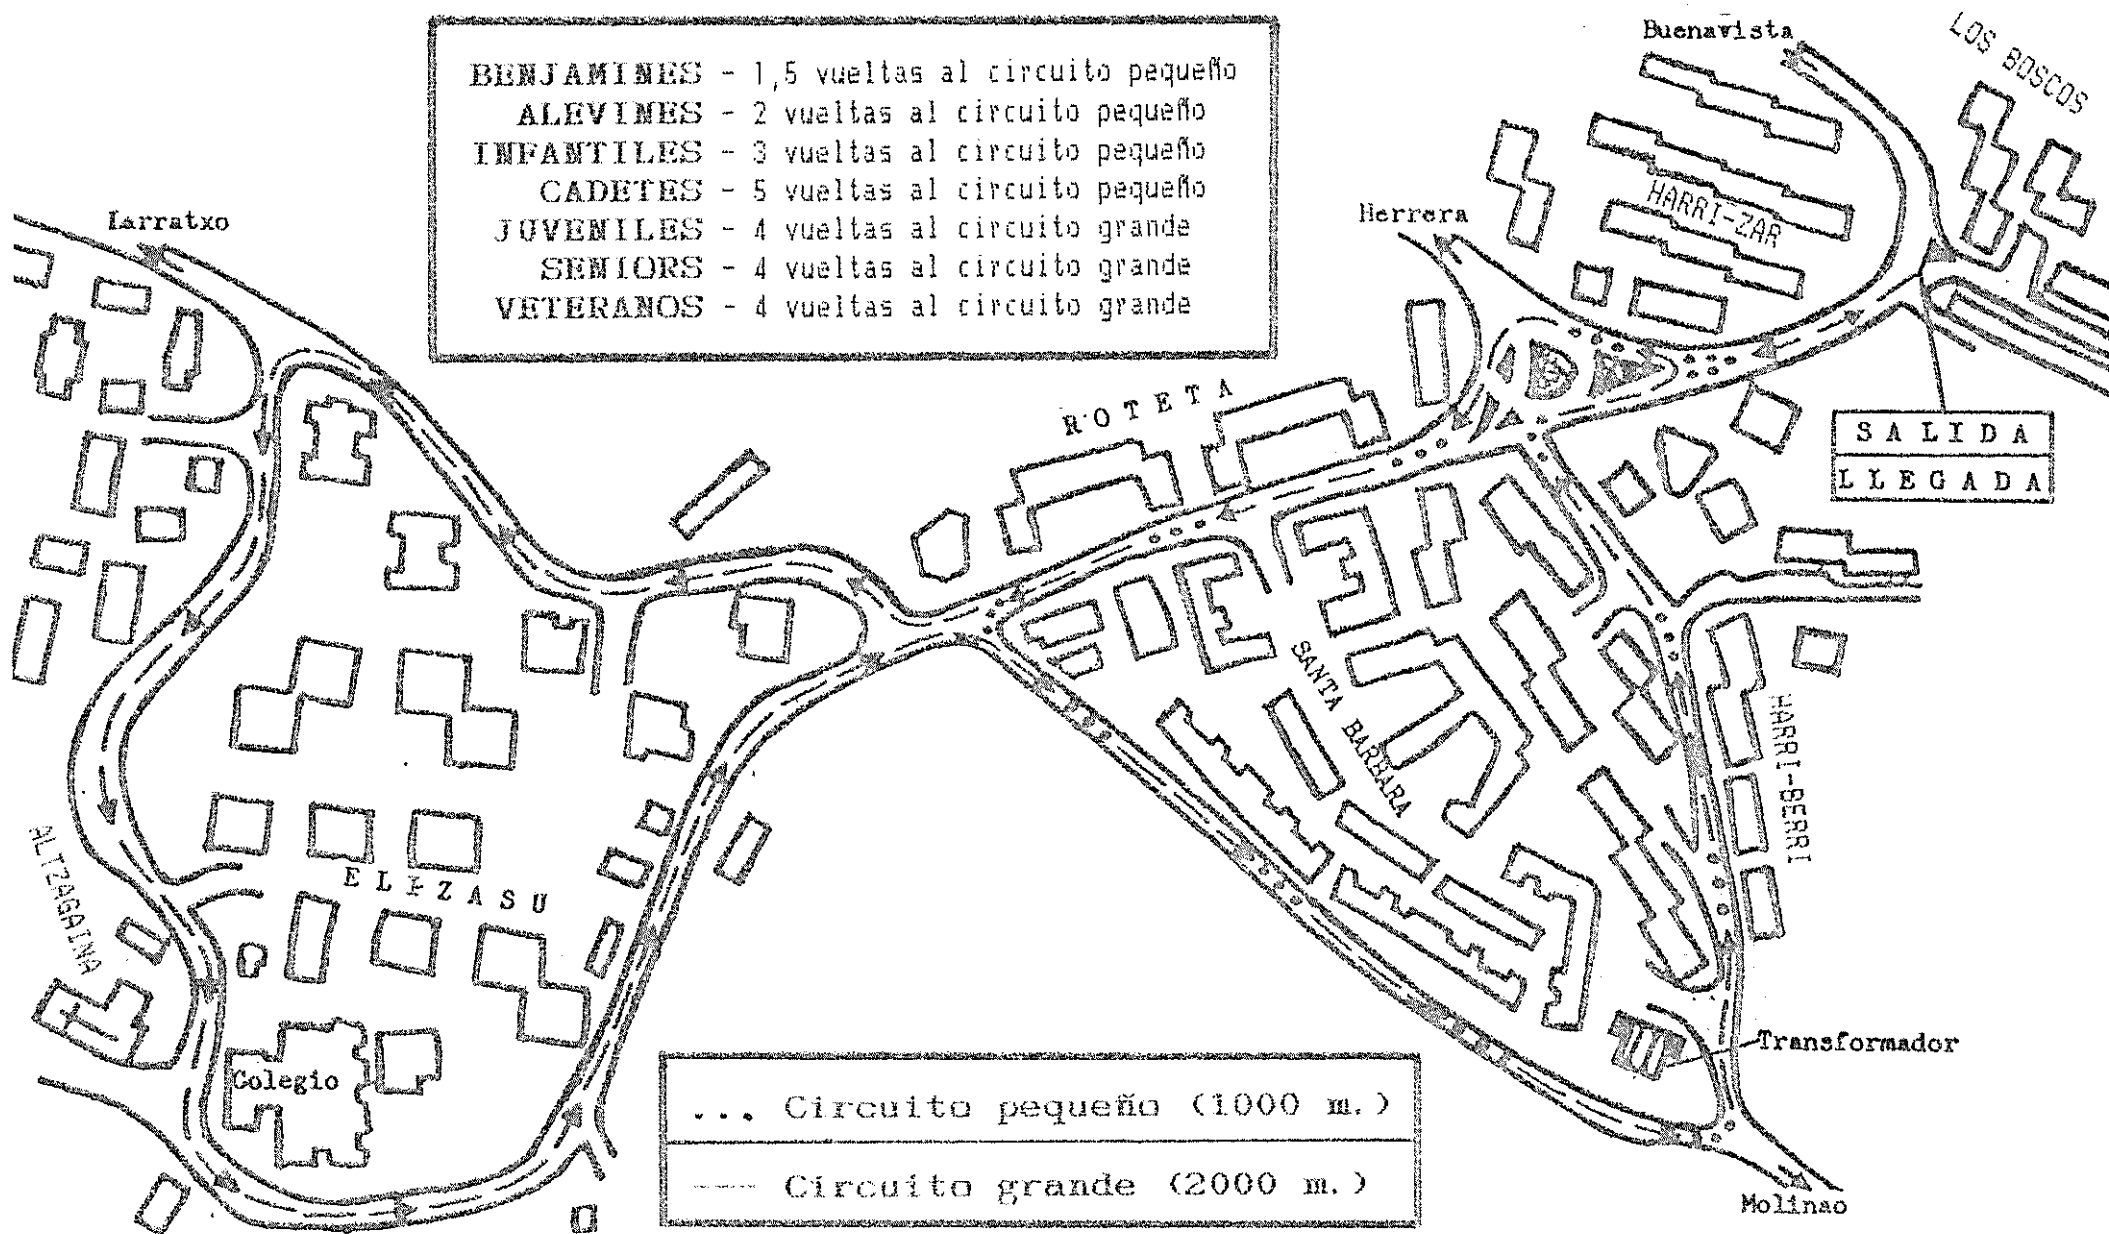 BENJAMINES - 1,5 vueltas al circuito pequeño
ALEVINES - 2 vueltas al circuito pequeño
INFANTILES - 3 vueltas al circuito pequeño
CADETES - 5 vueltas al circuito pequeño
JUVENILES - 4 vueltas al circuito grande
SENIORS - 4 vueltas al circuito grande
VETERANOS - 4 vueltas al circuito grande
Buenavista
LOS BOSCOS
Larratxo
Herrera
HARRI-ZAR
ROTETA
SALIDA
LLEGADA
SANTA BARBARA
HARRI-BERRI
ALTZAGAINA
ELIZASU
Colegio
Transformador
... Circuito pequeño (1000 m.)
--- Circuito grande (2000 m.)
Molinao